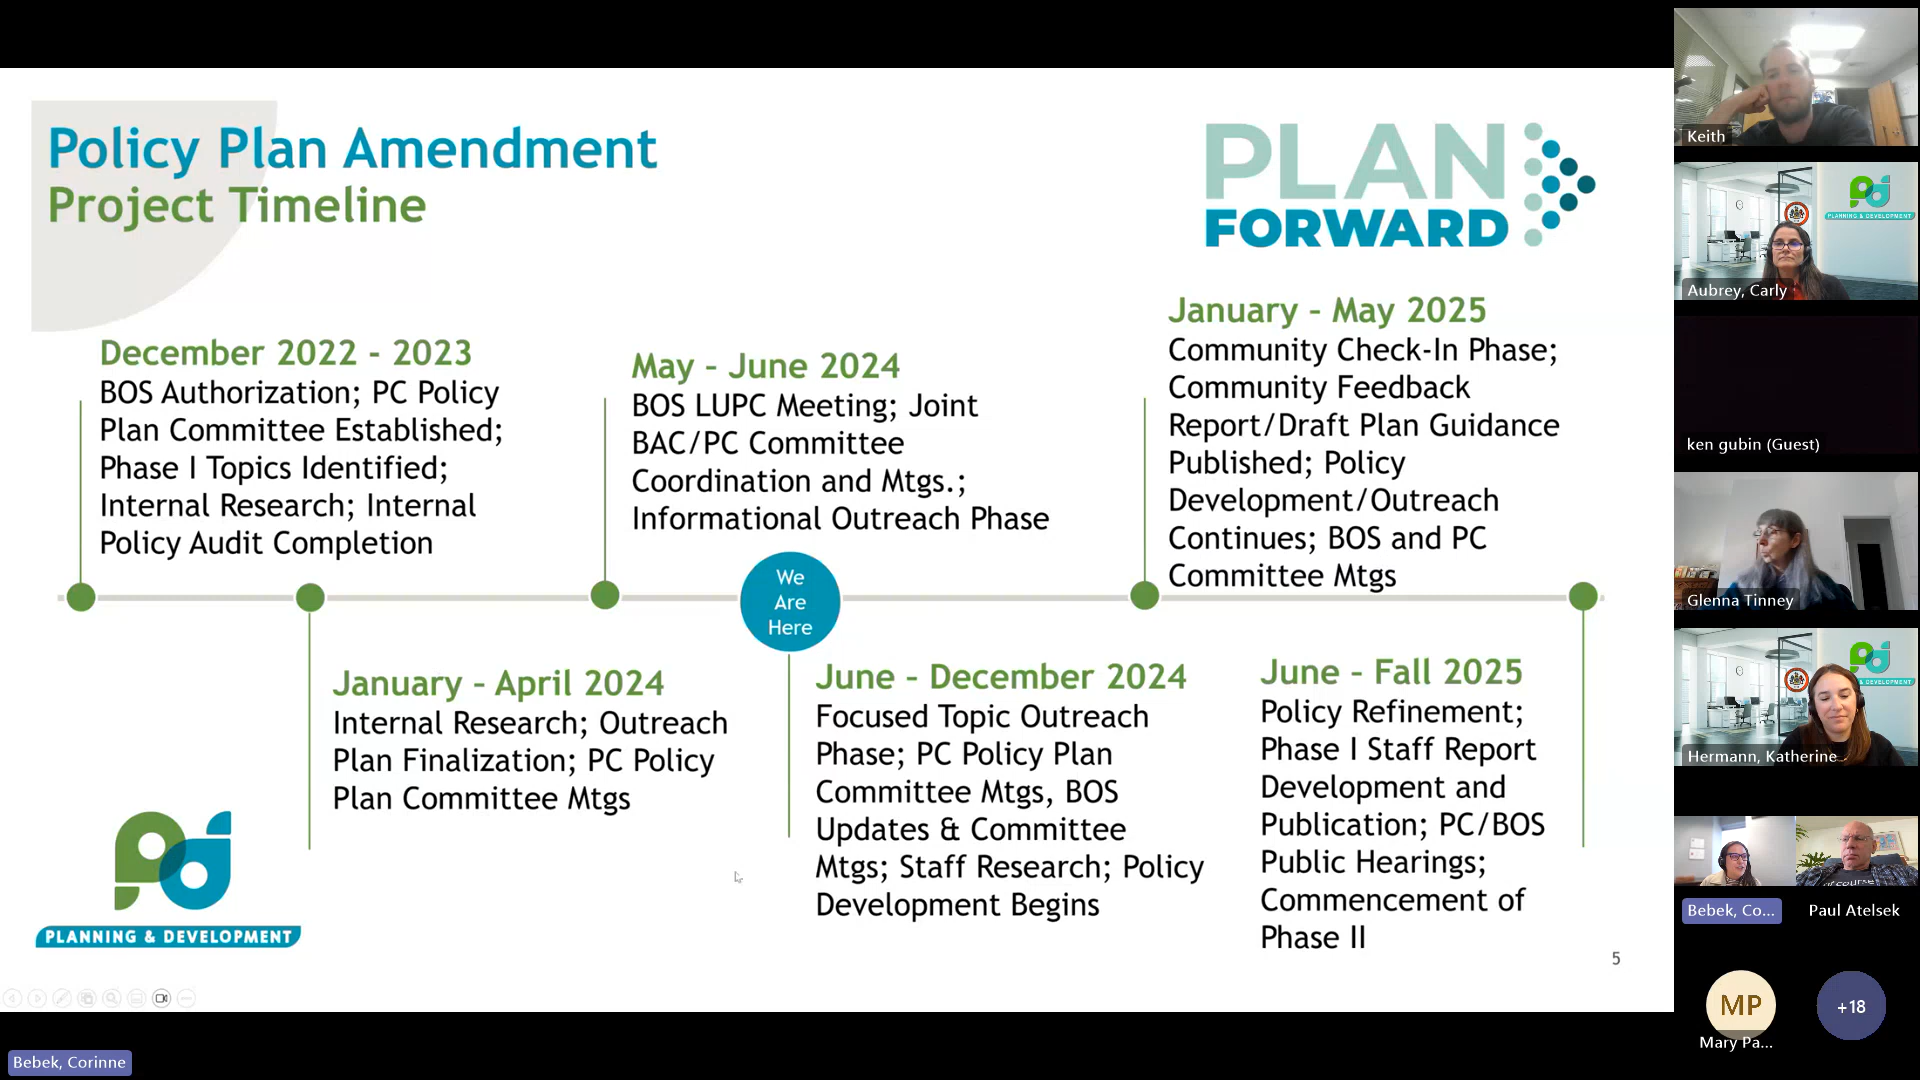 Policy Plan Amendment
Project Timeline
PLAN
FORWARD
December 2022 - 2023
BOS Authorization; PC Policy
Plan Committee Established;
Phase I Topics Identified;
Internal Research; Internal
Policy Audit Completion
May – June 2024
BOS LUPC Meeting; Joint
BAC/PC Committee
Coordination and Mtgs.;
Informational Outreach Phase
January – May 2025
Community Check-In Phase;
Community Feedback
Report/Draft Plan Guidance
Published; Policy
Development/Outreach
Continues; BOS and PC
Committee Mtgs
We
Are
Here
January – April 2024
Internal Research; Outreach
Plan Finalization; PC Policy
Plan Committee Mtgs
June – December 2024
Focused Topic Outreach
Phase; PC Policy Plan
Committee Mtgs, BOS
Updates & Committee
Mtgs; Staff Research; Policy
Development Begins
June – Fall 2025
Policy Refinement;
Phase I Staff Report
Development and
Publication; PC/BOS
Public Hearings;
Commencement of
Phase II
PLANNING & DEVELOPMENT
5
Bebek, Corinne
Keith
PLANNING & DEVELOPMENT
Aubrey, Carly
ken gubin (Guest)
Glenna Tinney
DEVELOPMENT
Hermann, Katherine
Bebek, Co...
Paul Atelsek
MP
+18
Mary Pa...